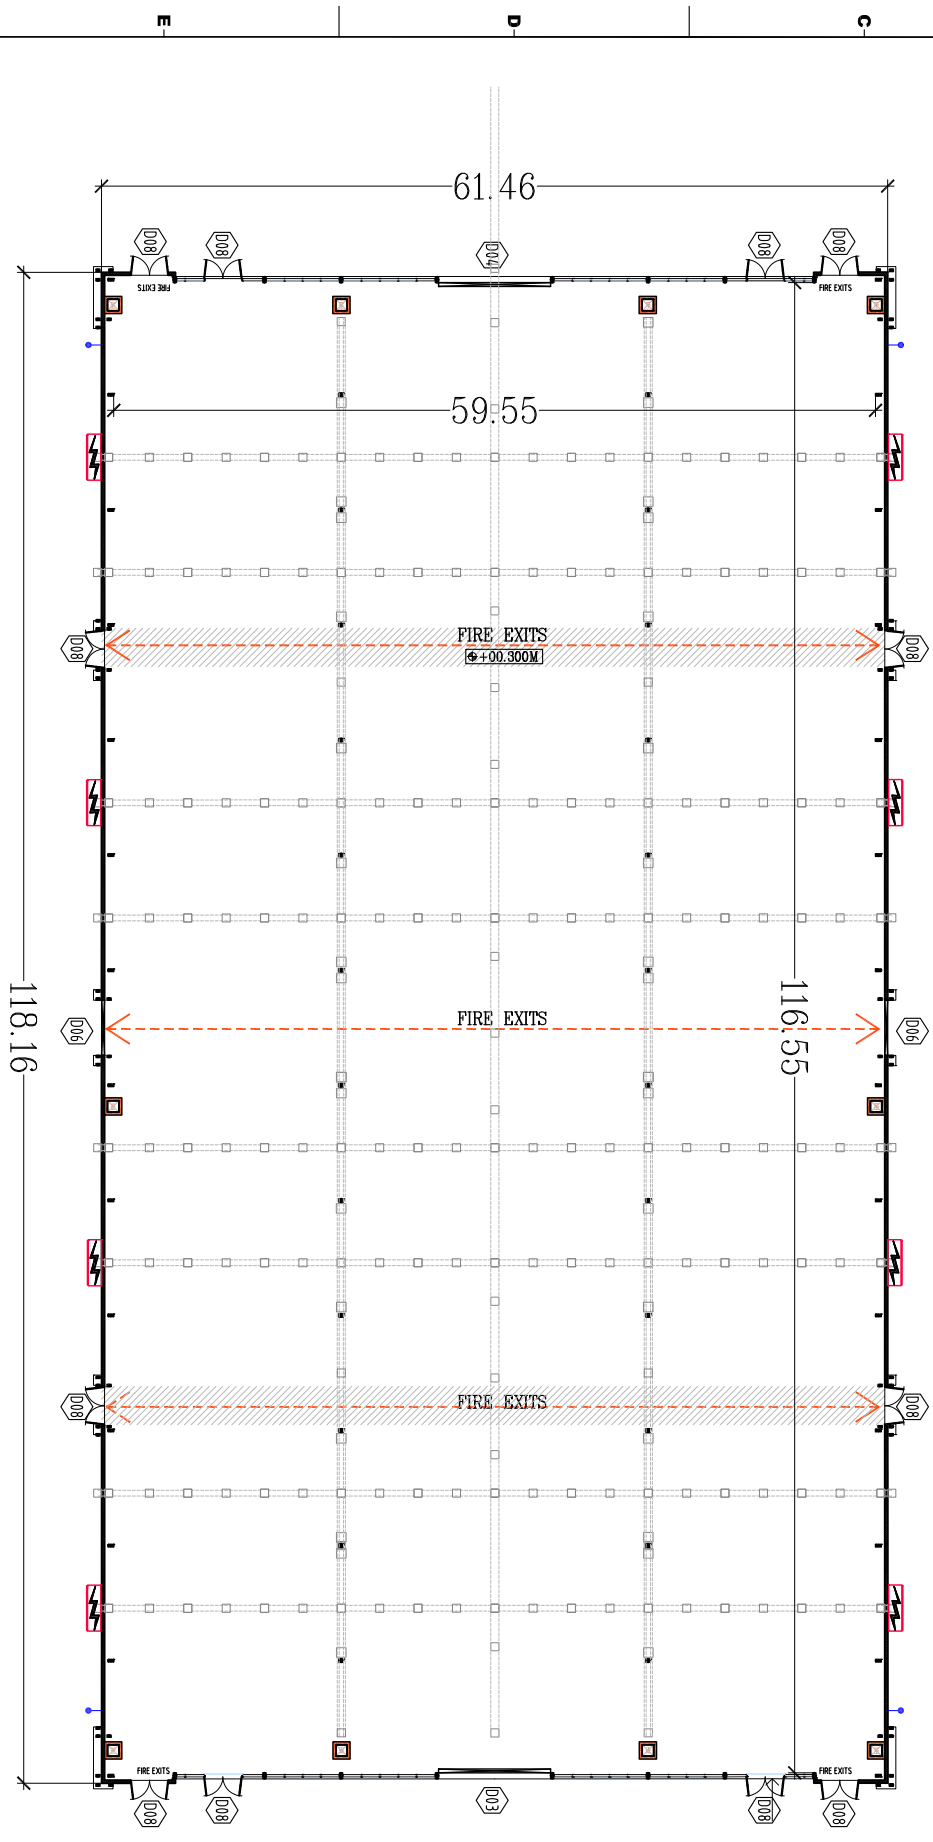 E
D
C
61.46
D08
D08
D04
D08
D08
FIRE EXITS
FIRE EXITS
59.55
FIRE EXITS
+00.300M
D08
D08
118.16
116.55
FIRE EXITS
D06
D06
FIRE EXITS
D08
D08
FIRE EXITS
FIRE EXITS
D08
D08
D03
D08
D08